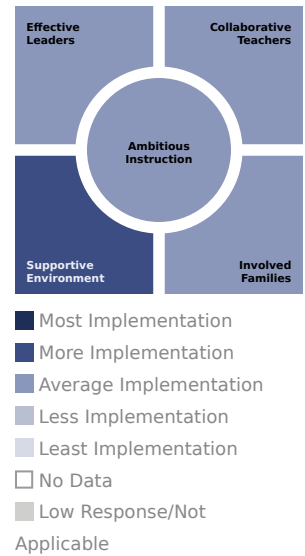 Effective
Leaders
Collaborative
Teachers
Ambitious
Instruction
Supportive
Environment
Involved
Families
Most Implementation
More Implementation
Average Implementation
Less Implementation
Least Implementation
No Data
Low Response/Not
Applicable